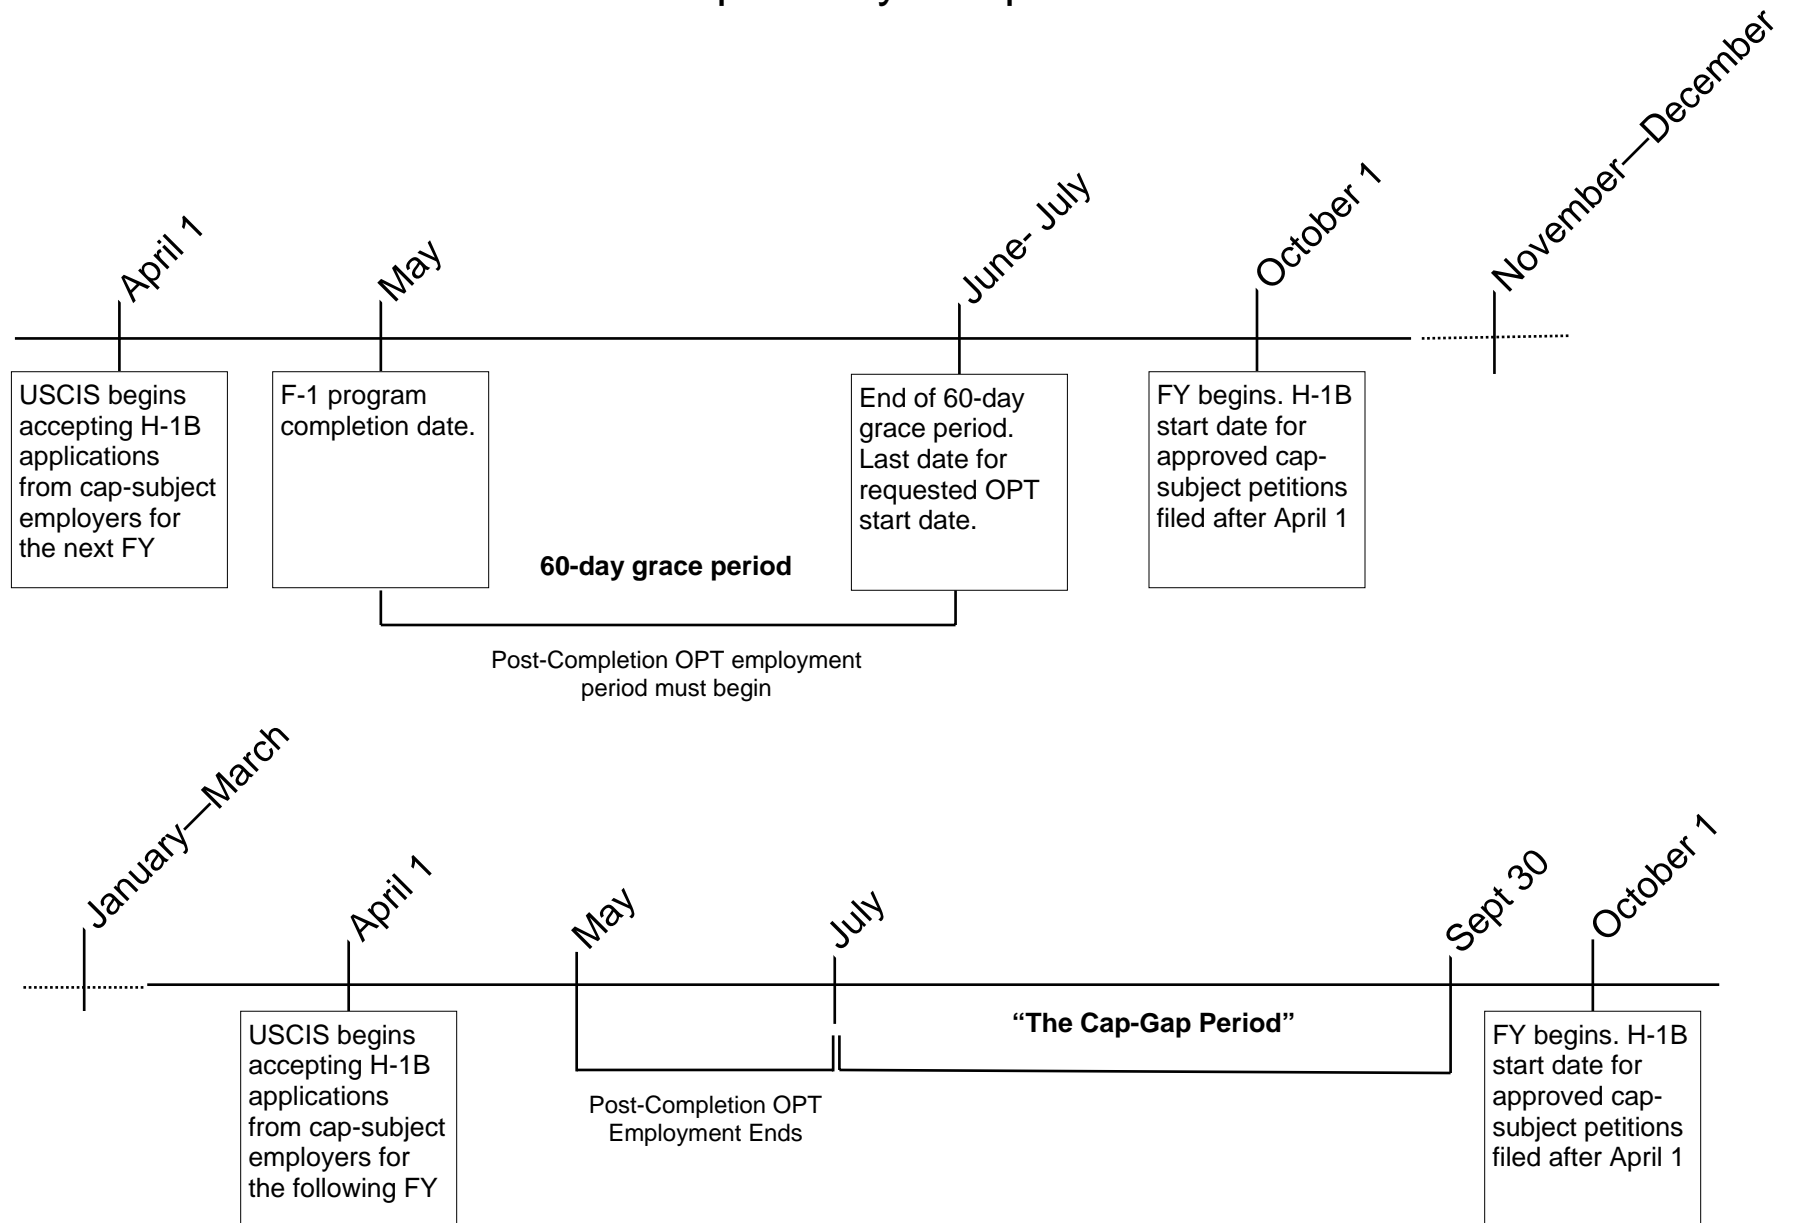 April 1
May
June- July
October 1
November—December
USCIS begins
accepting H-1B
applications
from cap-subject
employers for
the next FY
F-1 program
completion date.
End of 60-day
grace period.
Last date for
requested OPT
start date.
FY begins. H-1B
start date for
approved cap-
subject petitions
filed after April 1
60-day grace period
Post-Completion OPT employment
period must begin
January—March
April 1
May
July
Sept 30
October 1
USCIS begins
accepting H-1B
applications
from cap-subject
employers for
the following FY
Post-Completion OPT
Employment Ends
“The Cap-Gap Period”
FY begins. H-1B
start date for
approved cap-
subject petitions
filed after April 1